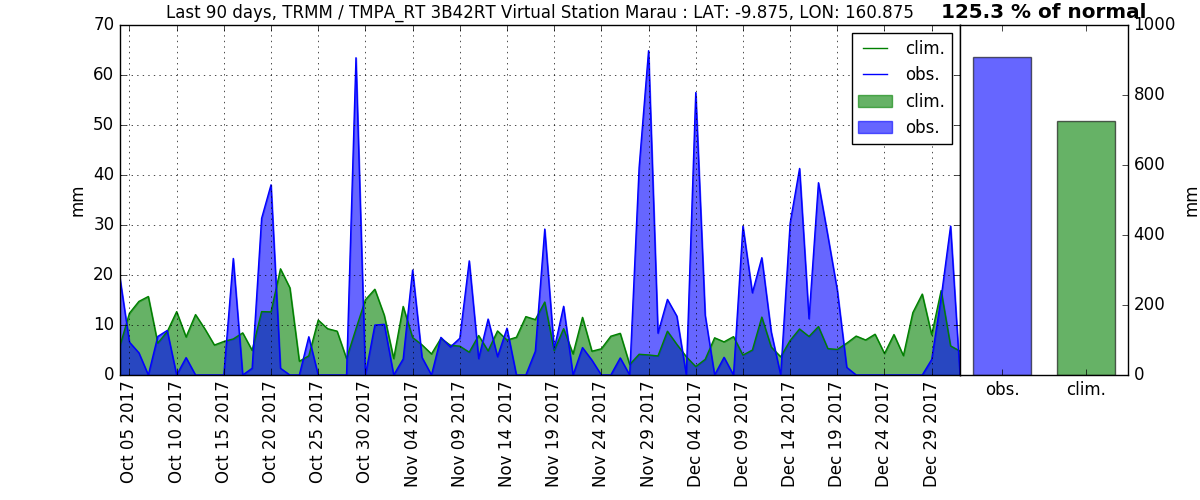 Last 90 days, TRMM / TMPA_RT 3B42RT Virtual Station Marau : LAT: -9.875, LON: 160.875
125.3 % of normal
70
60
50
40
30
20
10
0
mm
clim.
obs.
clim.
obs.
1000
800
600
400
200
0
mm
obs.
clim.
Oct 05 2017
Oct 10 2017
Oct 15 2017
Oct 20 2017
Oct 25 2017
Oct 30 2017
Nov 04 2017
Nov 09 2017
Nov 14 2017
Nov 19 2017
Nov 24 2017
Nov 29 2017
Dec 04 2017
Dec 09 2017
Dec 14 2017
Dec 19 2017
Dec 24 2017
Dec 29 2017